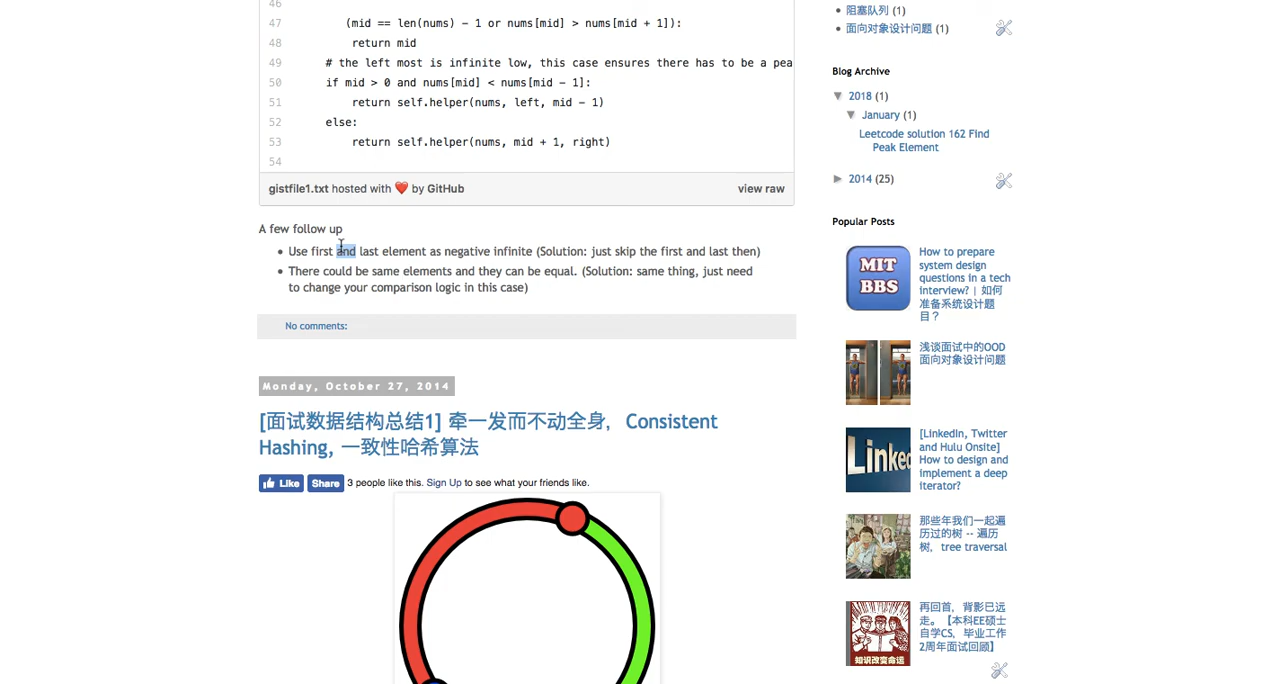 46
47 (mid == len(nums) - 1 or nums[mid] > nums[mid + 1]):
48 return mid
49 # the left most is infinite low, this case ensures there has to be a pea
50 if mid > 0 and nums[mid] < nums[mid - 1]:
51 return self.helper(nums, left, mid - 1)
52 else:
53 return self.helper(nums, mid + 1, right)
54
gistfile1.txt hosted with ❤ by GitHub
view raw
A few follow up
• Use first and last element as negative infinite (Solution: just skip the first and last then)
• There could be same elements and they can be equal. (Solution: same thing, just need
to change your comparison logic in this case)
No comments:
Monday, October 27, 2014
[面试数据结构总结1] 牵一发而不动全身，Consistent
Hashing, 一致性哈希算法
Like
Share
3 people like this. Sign Up to see what your friends like.
• 阻塞队列 (1)
• 面向对象设计问题 (1)
Blog Archive
▼ 2018 (1)
▼ January (1)
Leetcode solution 162 Find
Peak Element
► 2014 (25)
Popular Posts
MIT
BBS
How to prepare
system design
questions in a tech
interview? | 如何
准备系统设计题
目？
浅谈面试中的OOD
面向对象设计问题
Linked
[LinkedIn, Twitter
and Hulu Onsite]
How to design and
implement a deep
iterator?
那些年我们一起遍
历过的树 -- 遍历
树，tree traversal
知识改变命运
再回首，背影已远
走。【本科EE硕士
自学CS，毕业工作
2周年面试回顾】